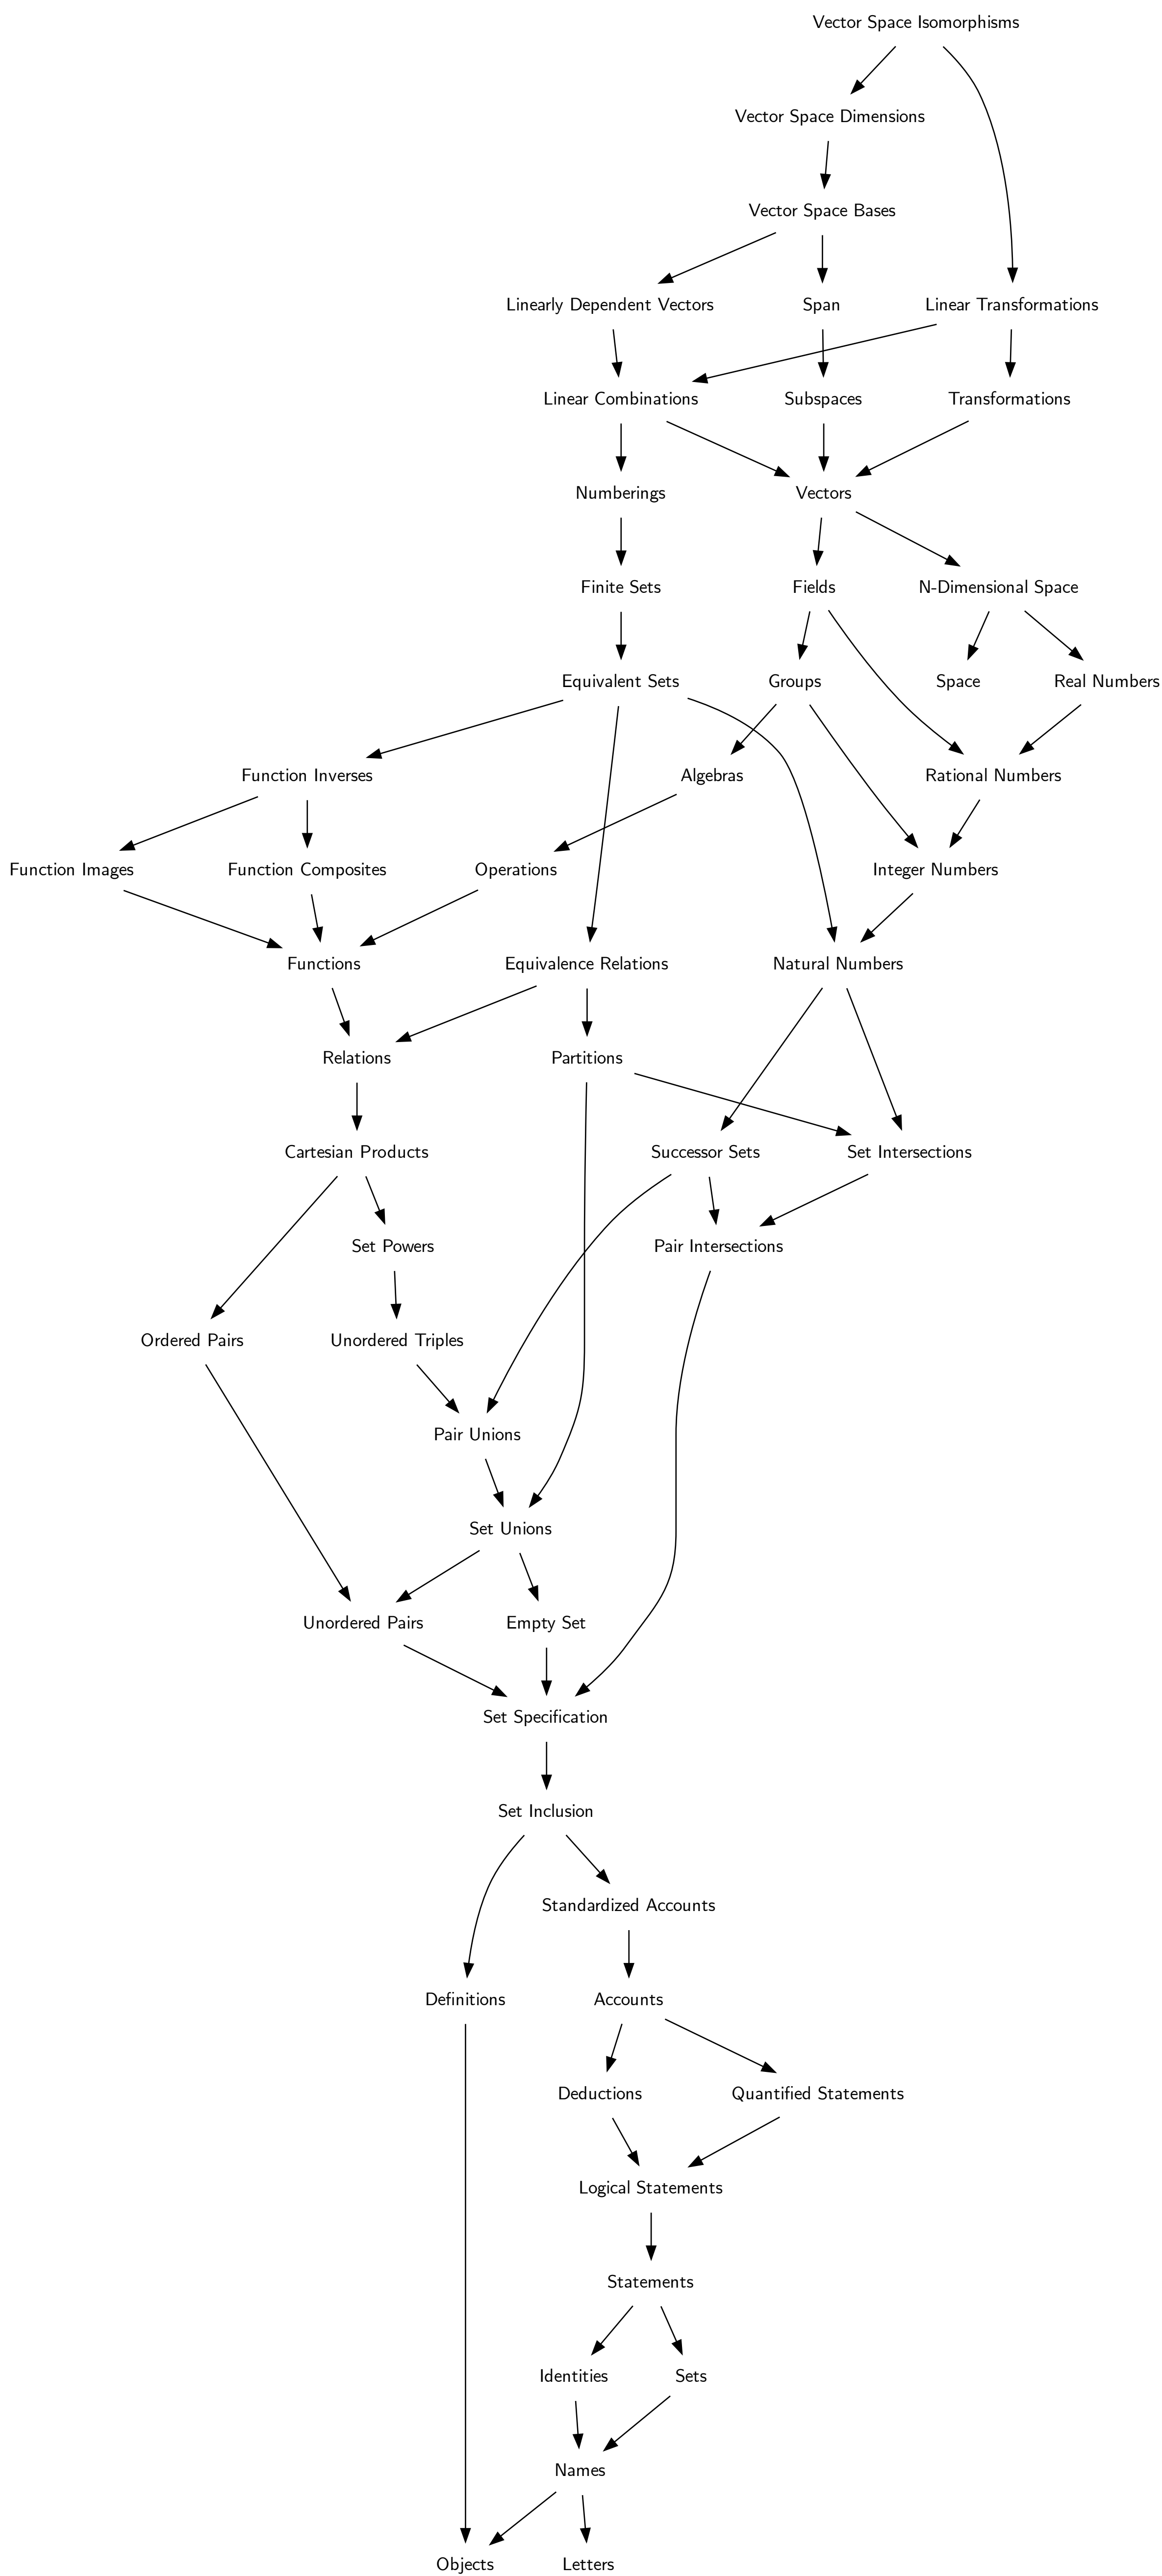 Vector Space Isomorphisms
Vector Space Dimensions
Vector Space Bases
Linearly Dependent Vectors
Span
Linear Transformations
Linear Combinations
Subspaces
Transformations
Numberings
Vectors
Finite Sets
Fields
N-Dimensional Space
Equivalent Sets
Groups
Space
Real Numbers
Function Inverses
Algebras
Rational Numbers
Function Images
Function Composites
Operations
Integer Numbers
Functions
Equivalence Relations
Natural Numbers
Relations
Partitions
Cartesian Products
Successor Sets
Set Intersections
Set Powers
Pair Intersections
Ordered Pairs
Unordered Triples
Pair Unions
Set Unions
Unordered Pairs
Empty Set
Set Specification
Set Inclusion
Standardized Accounts
Definitions
Accounts
Deductions
Quantified Statements
Logical Statements
Statements
Identities
Sets
Names
Objects
Letters